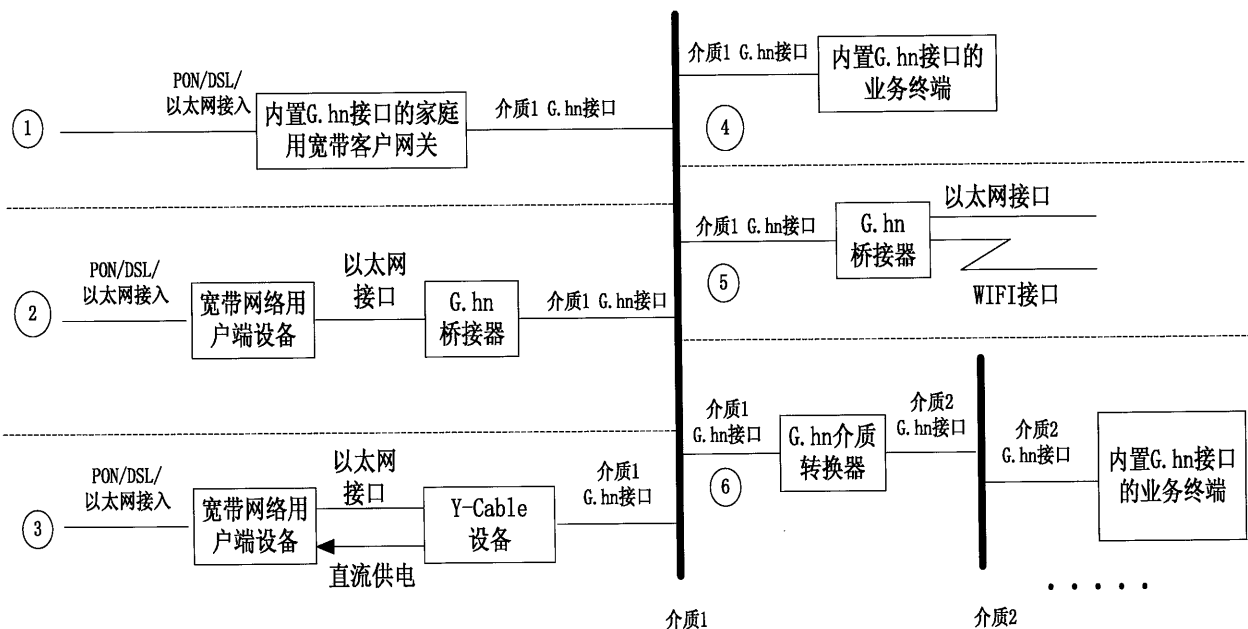 ①
PON/DSL/
以太网接入
内置G.hn接口的家庭
用宽带客户网关
介质1 G.hn接口
②
PON/DSL/
以太网接入
宽带网络用
户端设备
以太网
接口
G.hn
桥接器
介质1 G.hn接口
③
PON/DSL/
以太网接入
宽带网络用
户端设备
以太网
接口
直流供电
Y-Cable
设备
介质1
G.hn接口
介质1
介质1 G.hn接口
内置G.hn接口的
业务终端
④
介质1 G.hn接口
G.hn
桥接器
以太网接口
WIFI接口
⑤
介质1
G.hn接口
⑥
G.hn介质
转换器
介质2
G.hn接口
介质2
G.hn接口
内置G.hn接口
的业务终端
·····
介质2